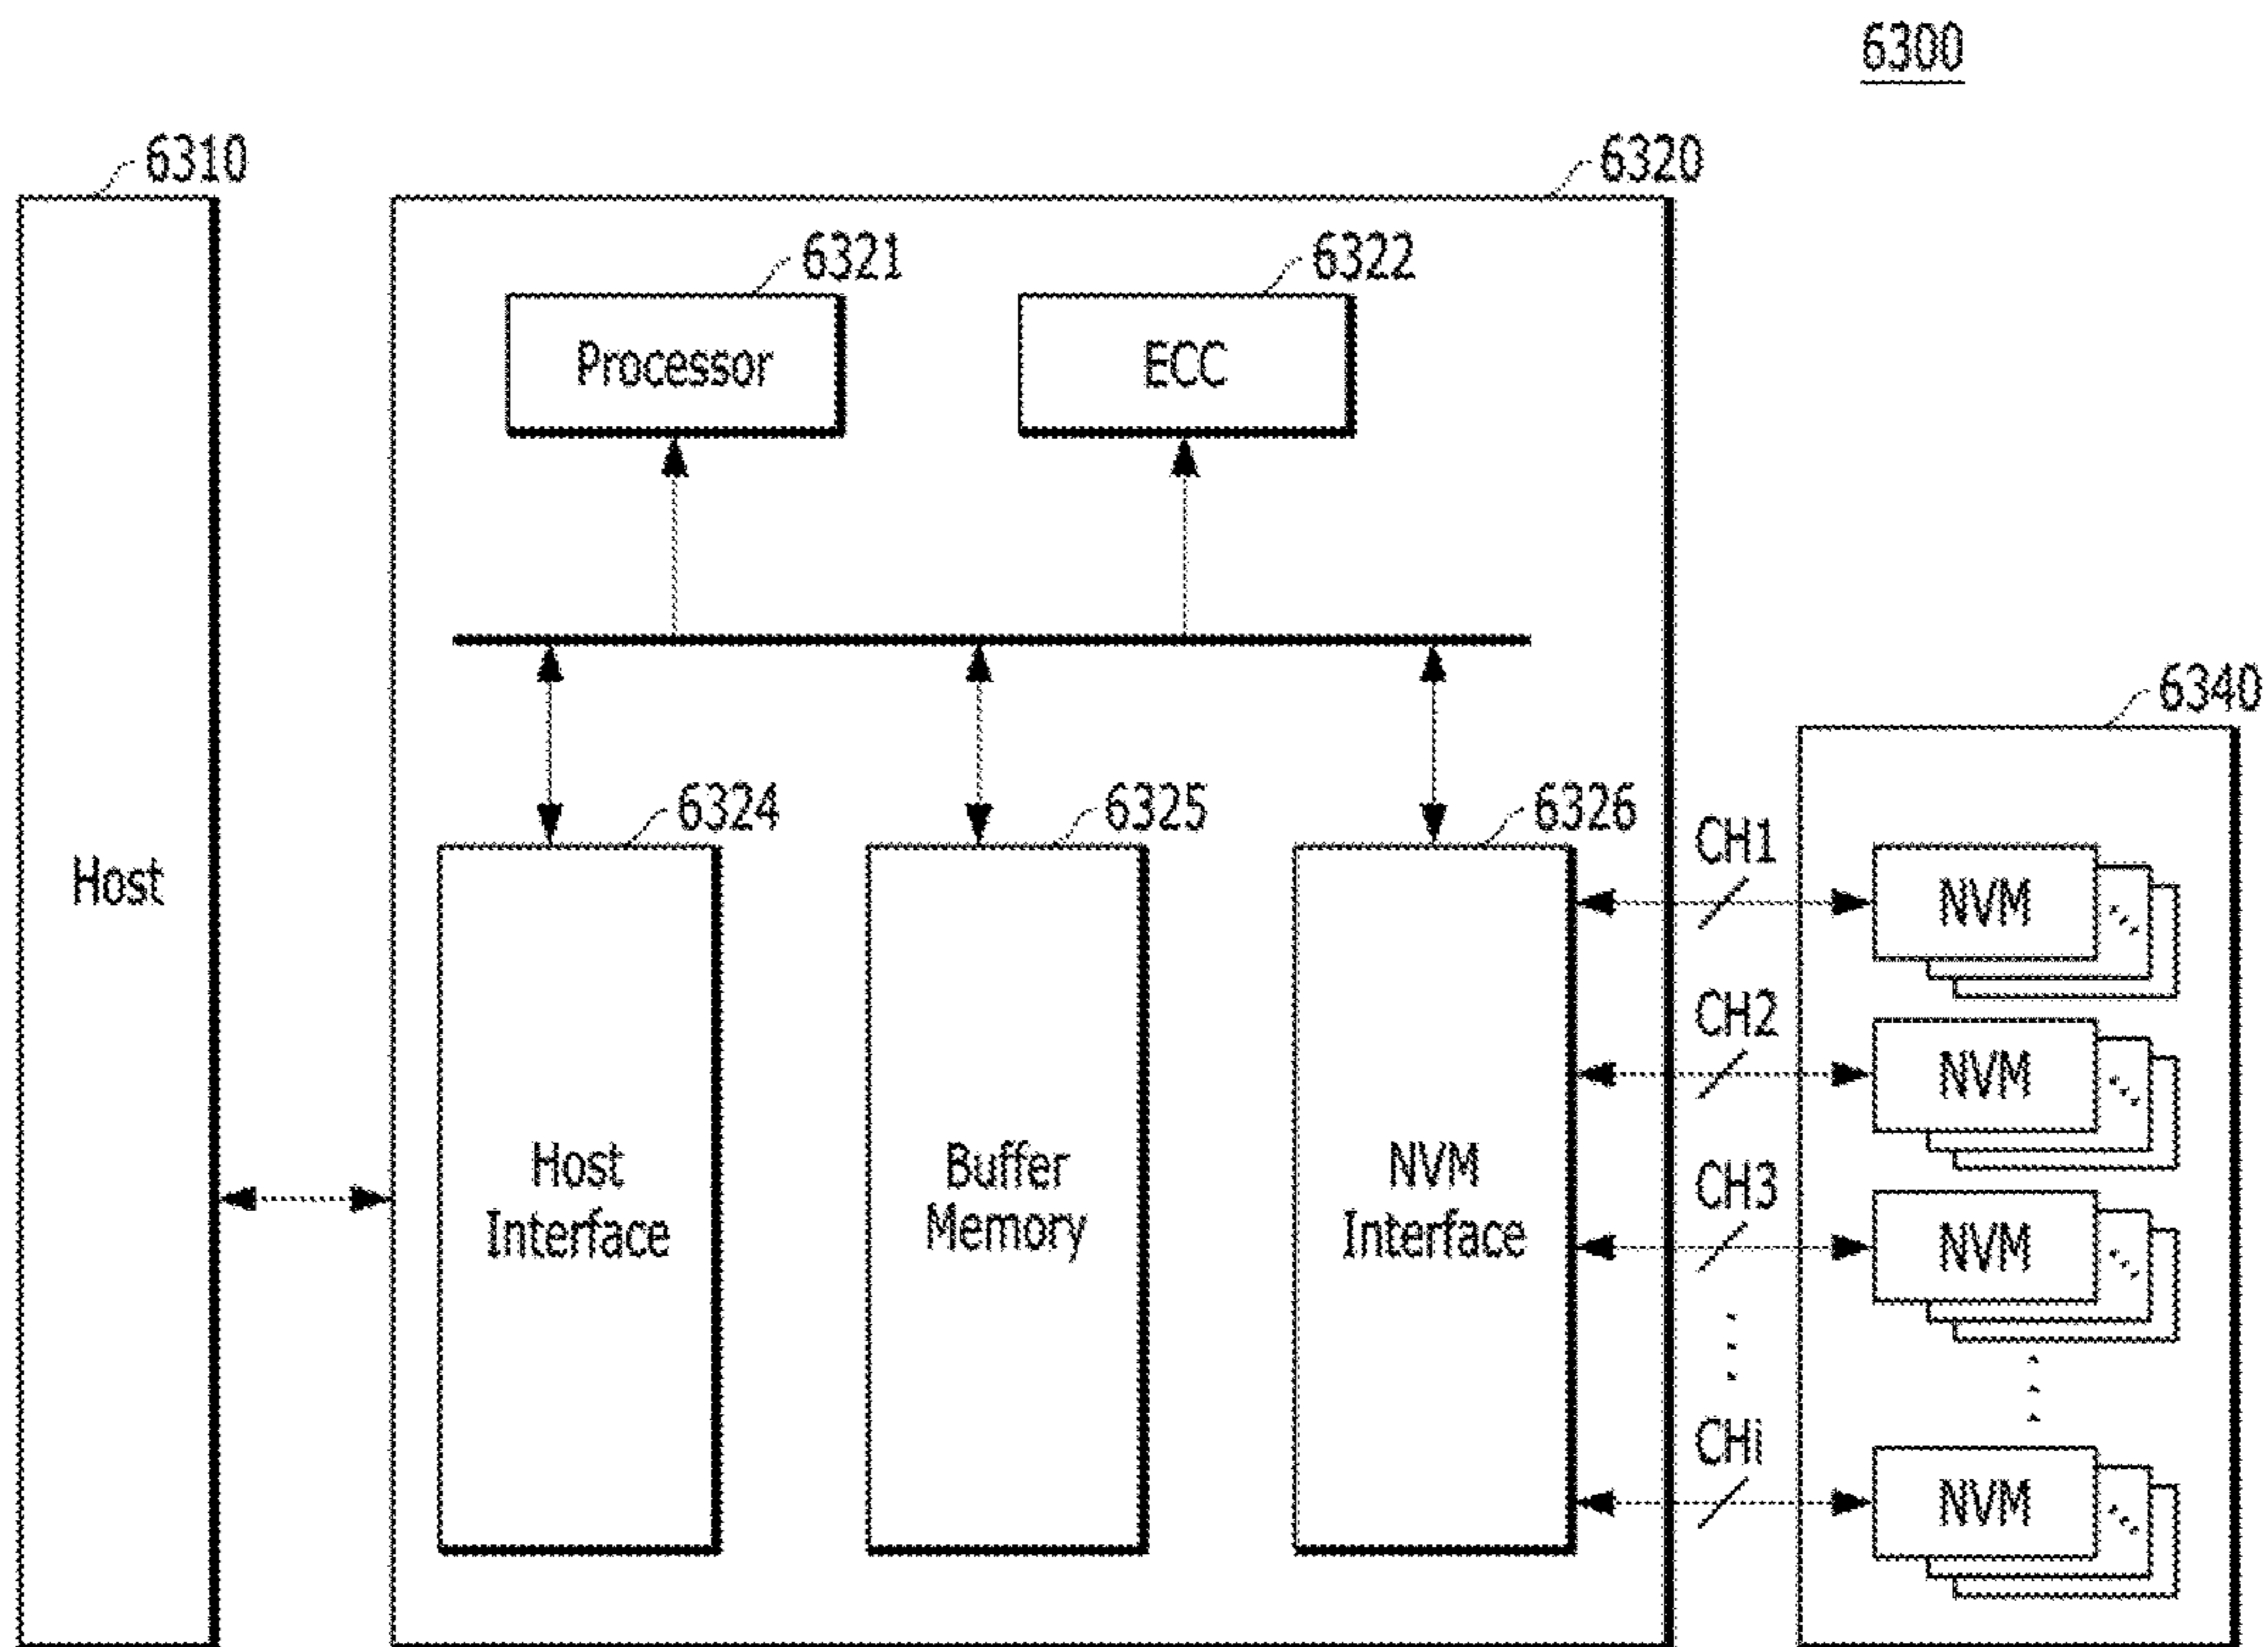 6300
6310
6320
6321
6322
Processor
ECC
6340
6324
6325
6326
CH1
Host
NVM
CH2
NVM
Host
Interface
Buffer
Memory
NVM
Interface
CH3
NVM
CHi
NVM